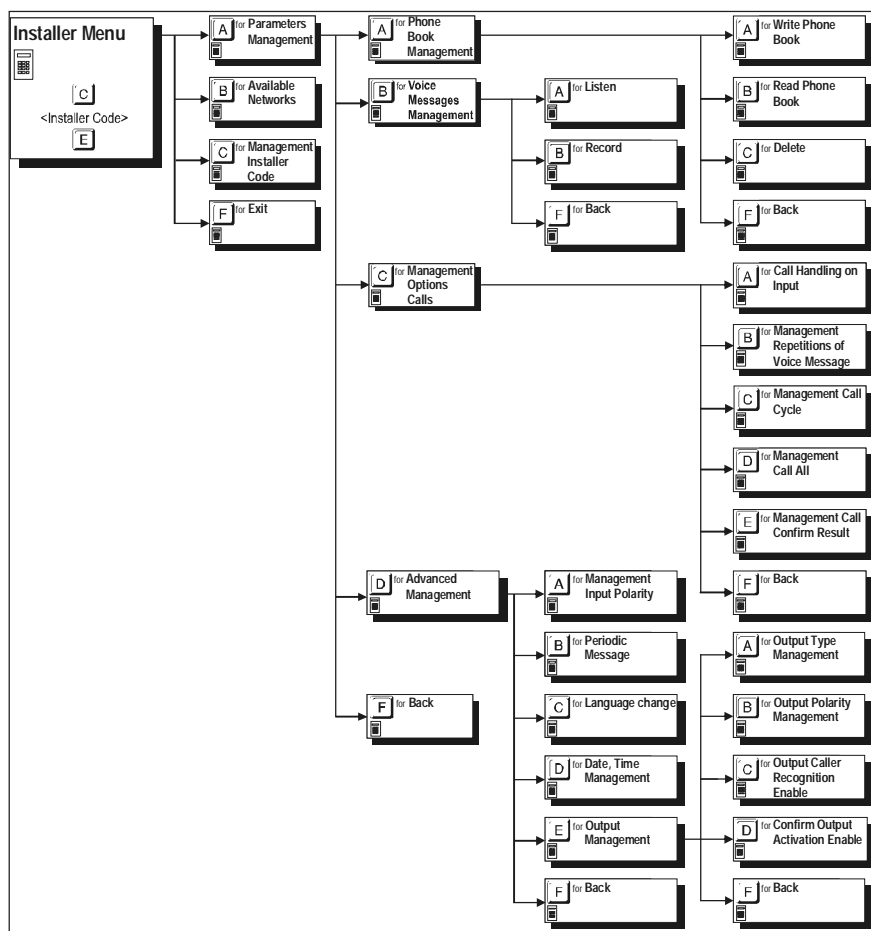 Installer Menu
C
<Installer Code>
E
A for Parameters
Management
B for Available
Networks
C for Management
Installer
Code
F for Exit
A for Phone
Book
Management
B for Voice
Messages
Management
C for Management
Options
Calls
D for Advanced
Management
F for Back
A for Listen
B for Record
F for Back
A for Management
Input Polarity
B for Periodic
Message
C for Language change
D for Date, Time
Management
E for Output
Management
F for Back
A for Write Phone
Book
B for Read Phone
Book
C for Delete
F for Back
A for Call Handling on
Input
B for Management
Repetitions of
Voice Message
C for Management Call
Cycle
D for Management
Call All
E for Management Call
Confirm Result
F for Back
A for Output Type
Management
B for Output Polarity
Management
C for Output Caller
Recognition
Enable
D for Confirm Output
Activation Enable
F for Back